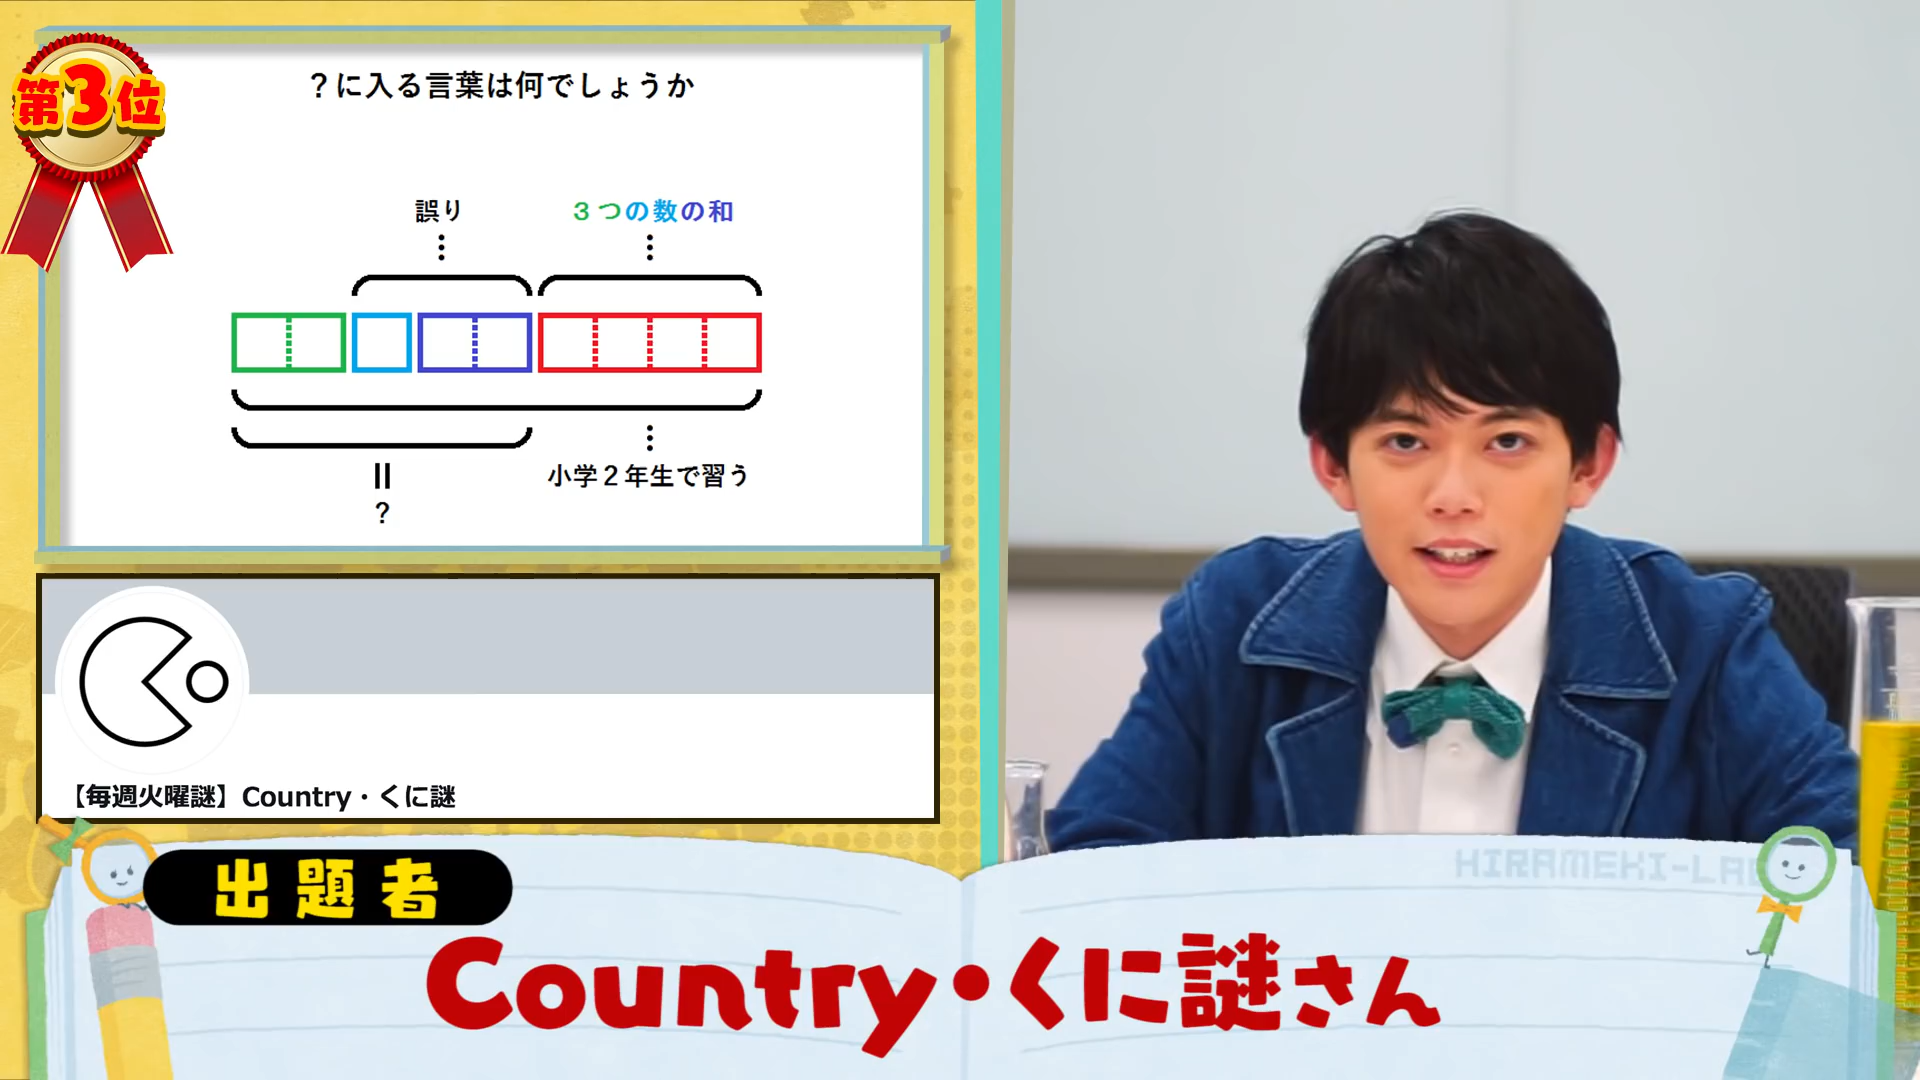 第3位
？に入る言葉は何でしょうか
誤り
３つの数の和
小学２年生で習う
？
【毎週火曜謎】Country・くに謎
HIRAMEKI-LAB
出題者
Country・くに謎さん